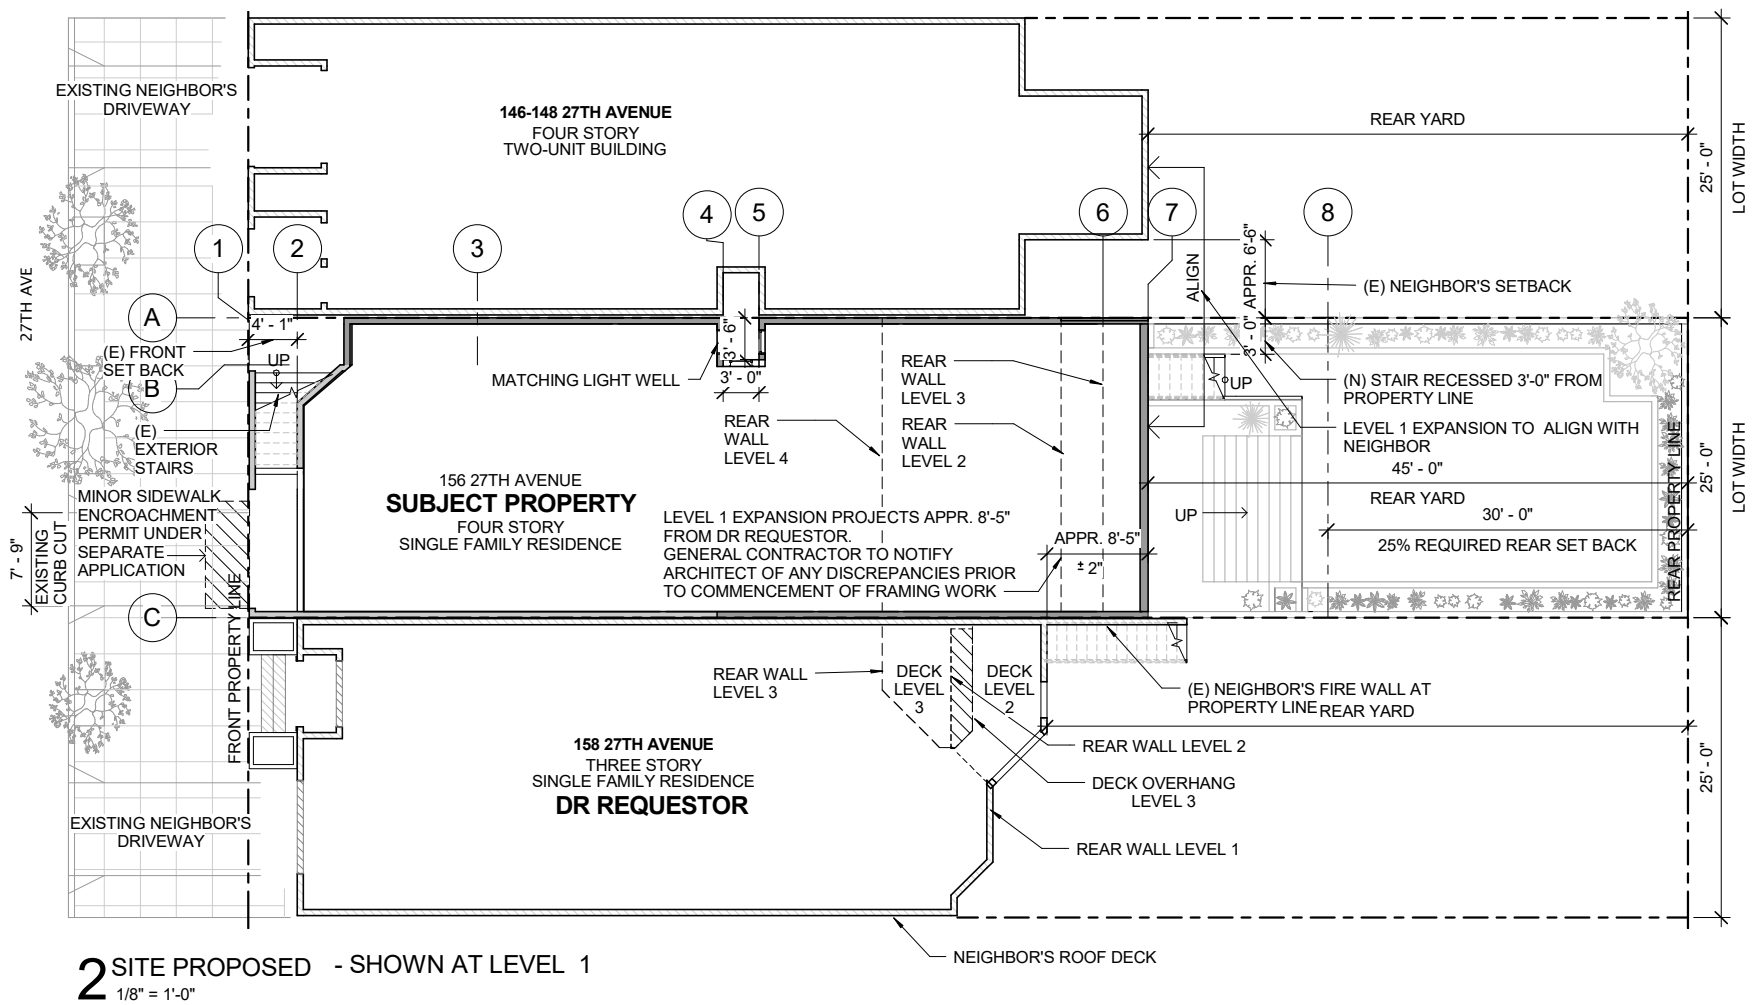 EXISTING NEIGHBOR'S
DRIVEWAY
146-148 27TH AVENUE
FOUR STORY
TWO-UNIT BUILDING
REAR YARD
25' - 0"
LOT WIDTH
1
2
3
4
5
6
7
8
27TH AVE
A
B
C
4' - 1"
(E) FRONT
SET BACK
UP
(E)
EXTERIOR
STAIRS
MATCHING LIGHT WELL
3' - 6"
3' - 0"
REAR
WALL
LEVEL 4
REAR
WALL
LEVEL 3
REAR
WALL
LEVEL 2
ALIGN
APPR. 6'-6"
3' - 0"
(E) NEIGHBOR'S SETBACK
UP
(N) STAIR RECESSED 3'-0" FROM
PROPERTY LINE
LEVEL 1 EXPANSION TO ALIGN WITH
NEIGHBOR
45' - 0"
REAR YARD
30' - 0"
25% REQUIRED REAR SET BACK
UP
REAR PROPERTY LINE
25' - 0"
LOT WIDTH
156 27TH AVENUE
SUBJECT PROPERTY
FOUR STORY
SINGLE FAMILY RESIDENCE
LEVEL 1 EXPANSION PROJECTS APPR. 8'-5"
FROM DR REQUESTOR.
GENERAL CONTRACTOR TO NOTIFY
ARCHITECT OF ANY DISCREPANCIES PRIOR
TO COMMENCEMENT OF FRAMING WORK
APPR. 8'-5"
± 2"
MINOR SIDEWALK
ENCROACHMENT
PERMIT UNDER
SEPARATE
APPLICATION
7' - 9"
EXISTING
CURB CUT
FRONT PROPERTY LINE
REAR WALL
LEVEL 3
DECK
LEVEL
3
DECK
LEVEL
2
(E) NEIGHBOR'S FIRE WALL AT
PROPERTY LINE
REAR YARD
REAR WALL LEVEL 2
DECK OVERHANG
LEVEL 3
REAR WALL LEVEL 1
25' - 0"
158 27TH AVENUE
THREE STORY
SINGLE FAMILY RESIDENCE
DR REQUESTOR
EXISTING NEIGHBOR'S
DRIVEWAY
NEIGHBOR'S ROOF DECK
2 SITE PROPOSED - SHOWN AT LEVEL 1
1/8" = 1'-0"